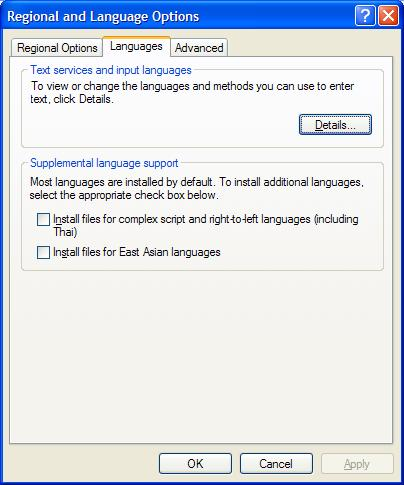 Regional and Language Options
Regional Options
Languages
Advanced
Text services and input languages
To view or change the languages and methods you can use to enter
text, click Details.
Details...
Supplemental language support
Most languages are installed by default. To install additional languages,
select the appropriate check box below.
Install files for complex script and right-to-left languages (including
Thai)
Install files for East Asian languages
OK
Cancel
Apply